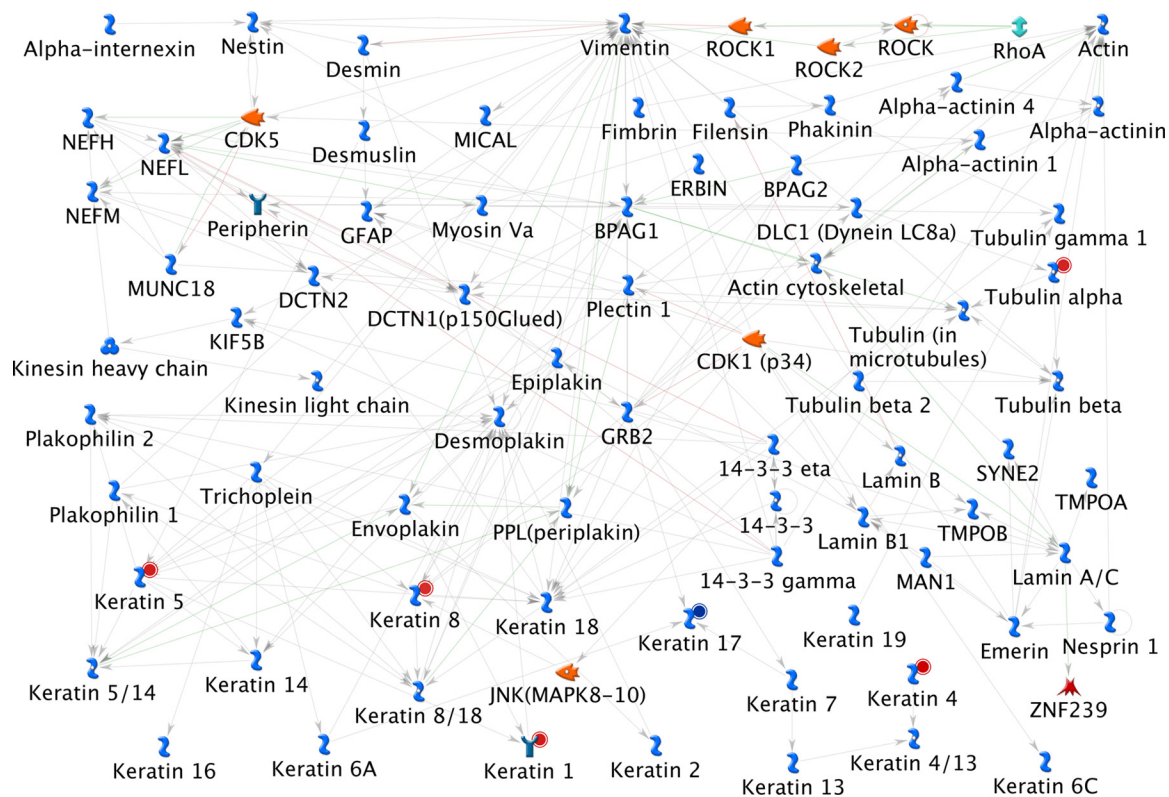 Alpha-internexin
Nestin
Desmin
Vimentin
ROCK1
ROCK2
ROCK
RhoA
Actin
NEFH
NEFL
CDK5
Desmuslin
MICAL
Fimbrin
Filensin
Phakinin
Alpha-actinin 4
Alpha-actinin
Alpha-actinin 1
NEFM
Peripherin
GFAP
Myosin Va
ERBIN
BPAG2
BPAG1
DLC1 (Dynein LC8a)
Tubulin gamma 1
MUNC18
DCTN2
DCTN1(p150Glued)
Plectin 1
Actin cytoskeletal
Tubulin alpha
KIF5B
Tubulin (in
microtubules)
Kinesin heavy chain
Epiplakin
CDK1 (p34)
Kinesin light chain
Tubulin beta 2
Tubulin beta
Plakophilin 2
Desmoplakin
GRB2
14-3-3 eta
Lamin B
SYNE2
TMPOA
Plakophilin 1
Trichoplein
Envoplakin
PPL(periplakin)
14-3-3
Lamin B1
TMPOB
14-3-3 gamma
MAN1
Lamin A/C
Keratin 5
Keratin 8
Keratin 18
Keratin 17
Keratin 19
Emerin
Nesprin 1
Keratin 5/14
Keratin 14
Keratin 8/18
JNK(MAPK8-10)
Keratin 7
Keratin 4
ZNF239
Keratin 16
Keratin 6A
Keratin 1
Keratin 2
Keratin 13
Keratin 4/13
Keratin 6C